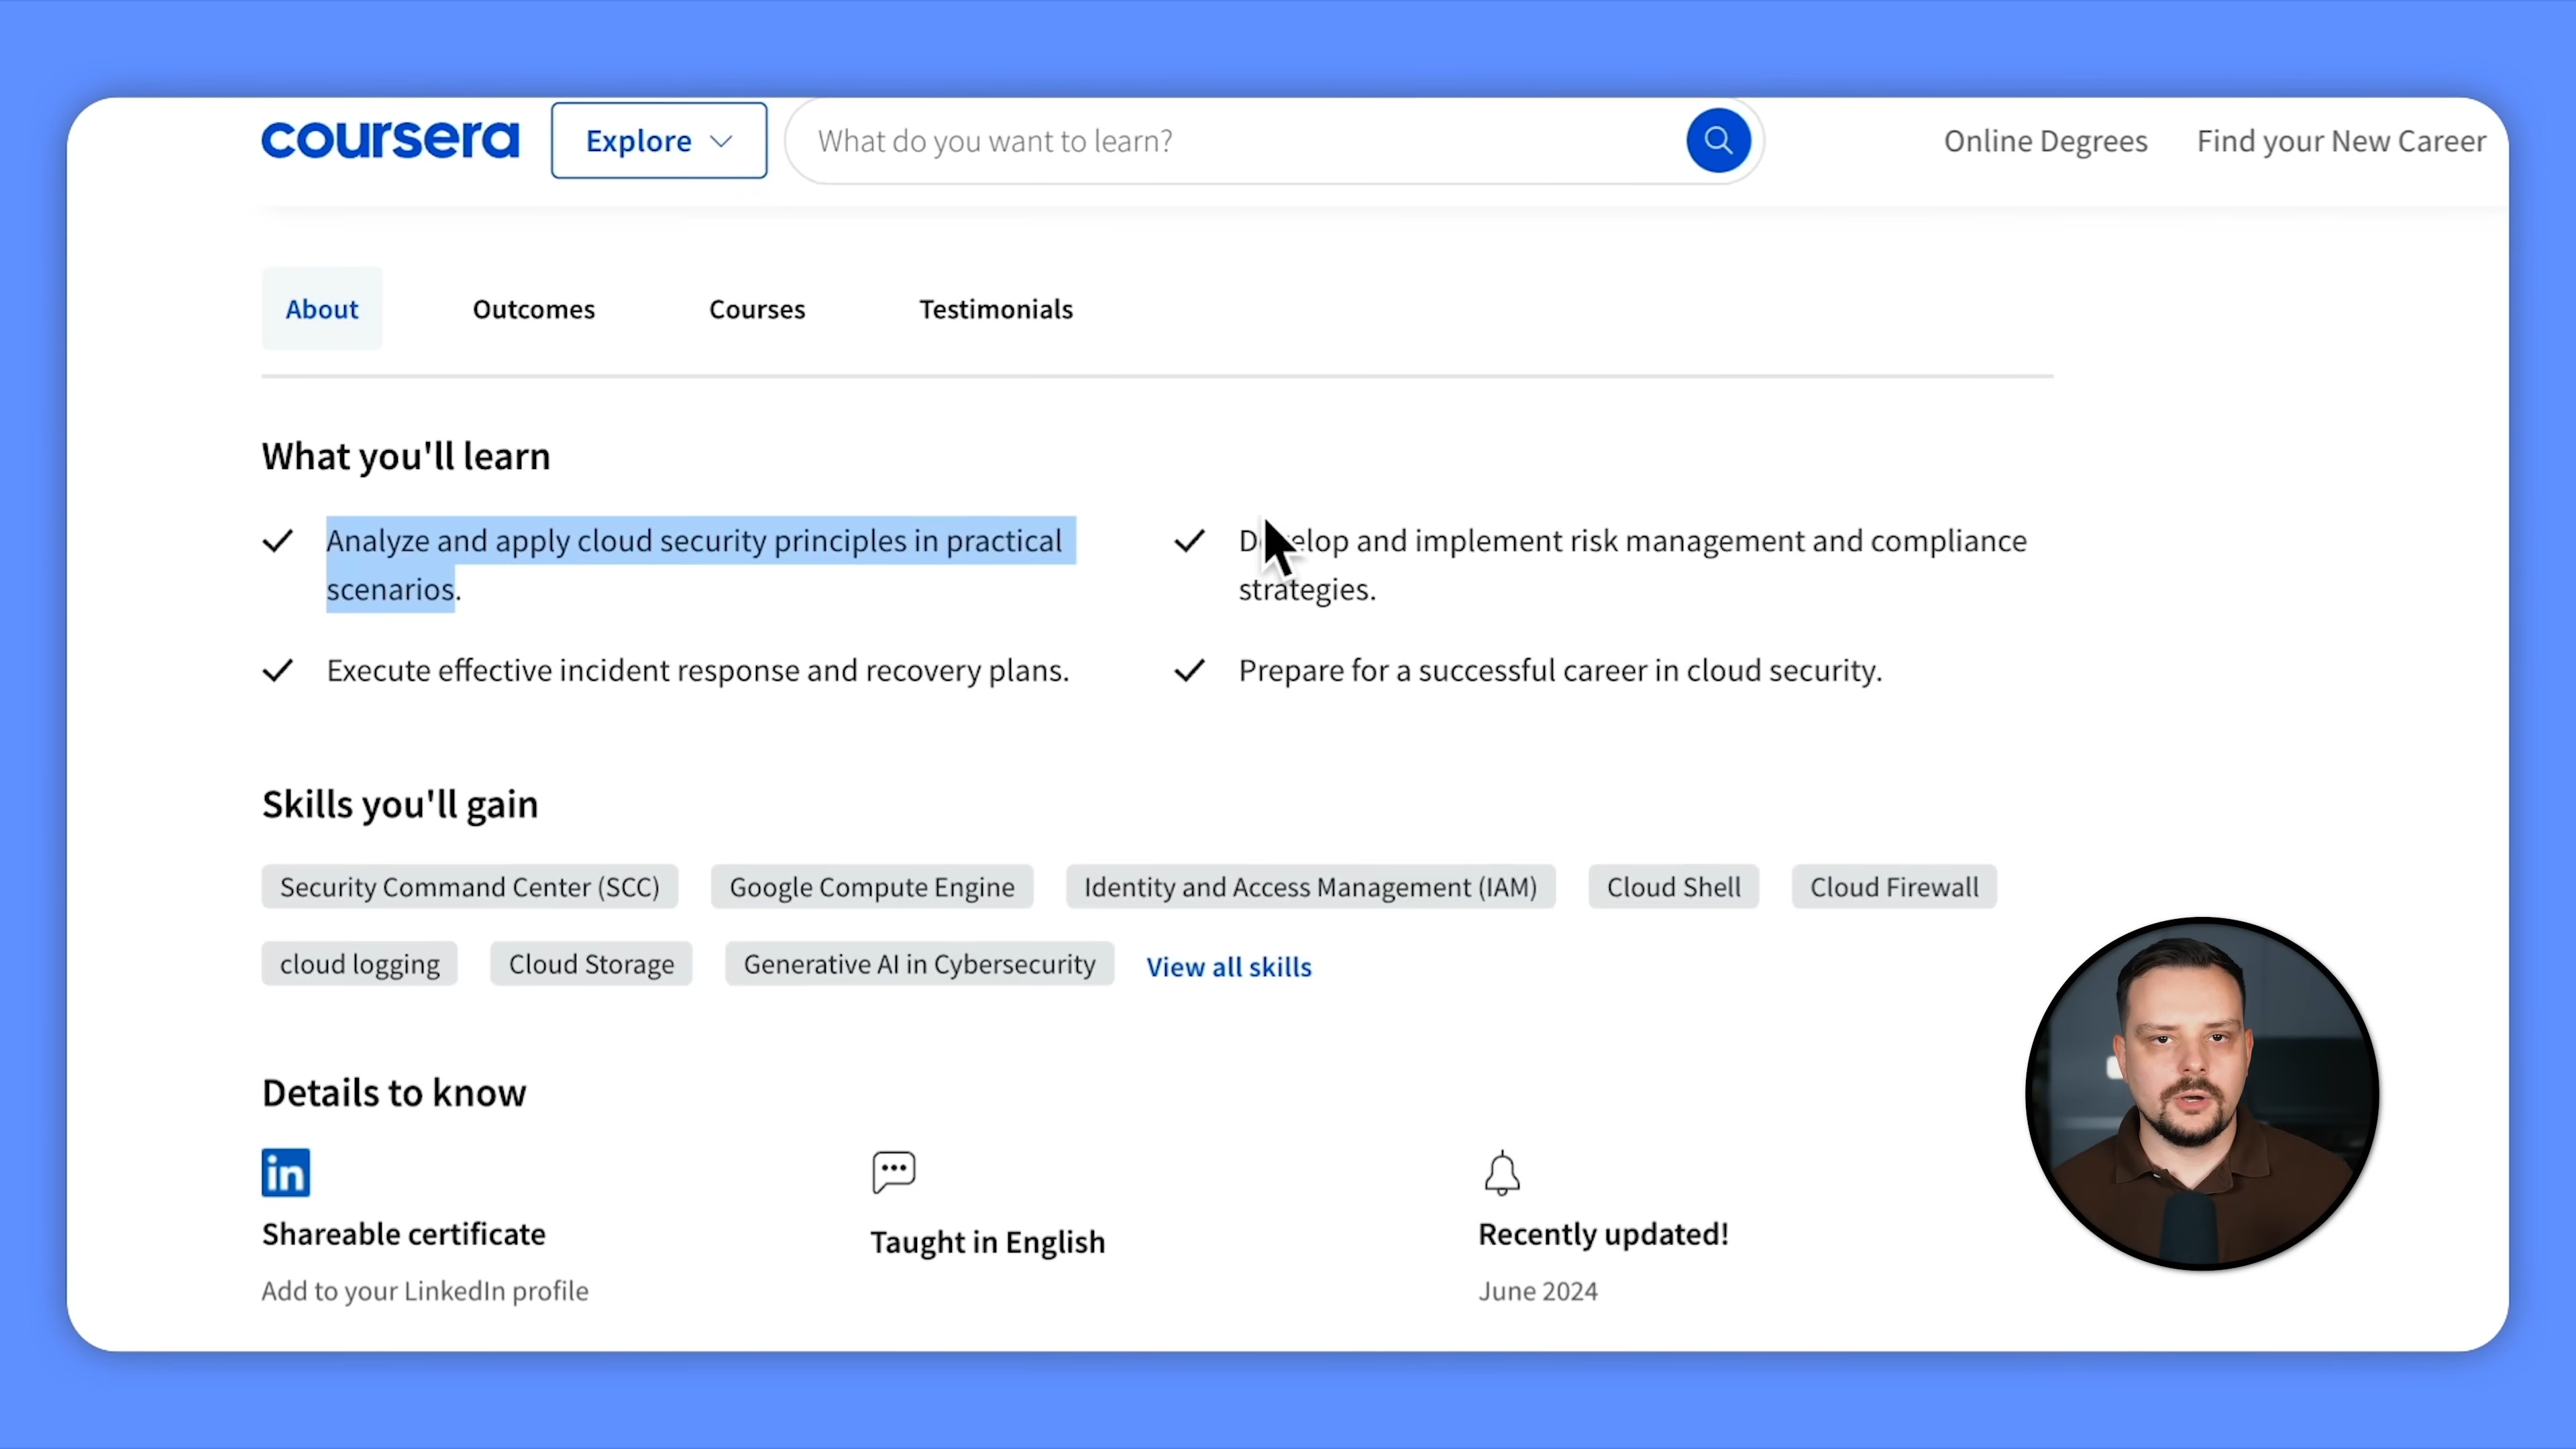 coursera
Explore
What do you want to learn?
Online Degrees
Find your New Career
About
Outcomes
Courses
Testimonials
What you'll learn
Analyze and apply cloud security principles in practical
scenarios.
Develop and implement risk management and compliance
strategies.
Execute effective incident response and recovery plans.
Prepare for a successful career in cloud security.
Skills you'll gain
Security Command Center (SCC)
Google Compute Engine
Identity and Access Management (IAM)
Cloud Shell
Cloud Firewall
cloud logging
Cloud Storage
Generative AI in Cybersecurity
View all skills
Details to know
in
Shareable certificate
Add to your LinkedIn profile
Taught in English
Recently updated!
June 2024